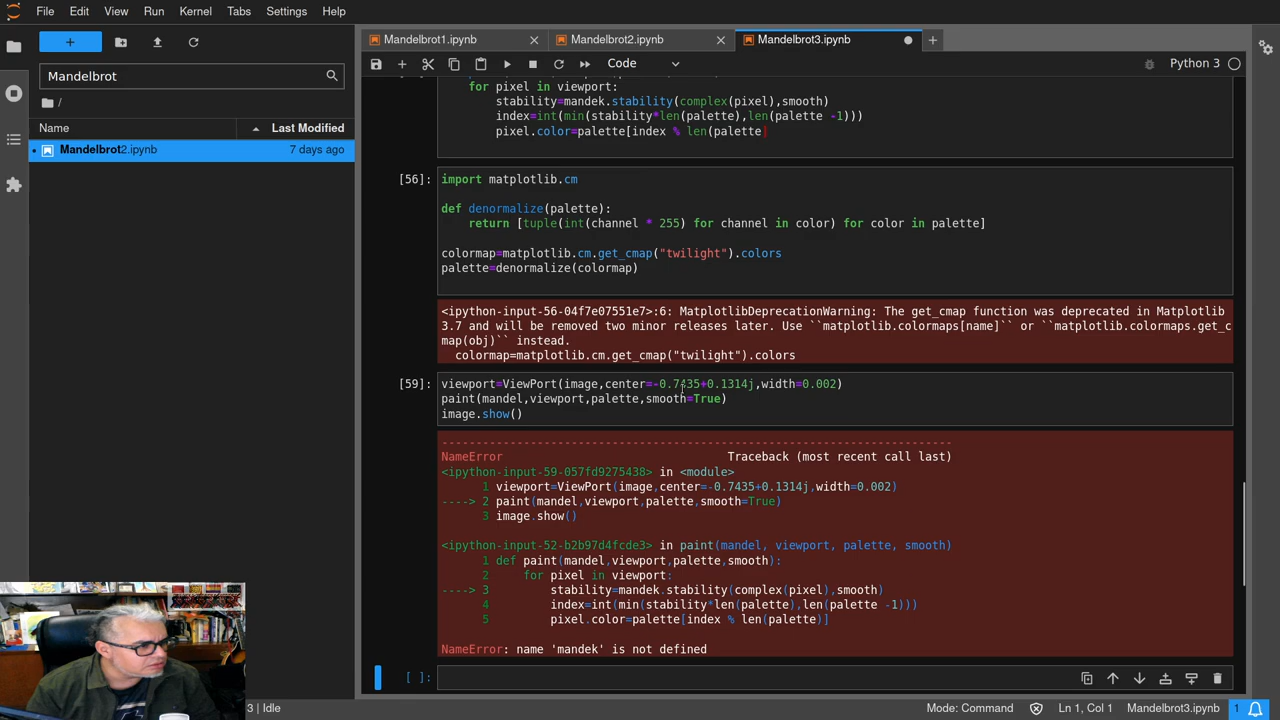 File Edit View Run Kernel Tabs Settings Help
Mandelbrot1.ipynb Mandelbrot2.ipynb Mandelbrot3.ipynb
Code Python 3
Mandelbrot
/
Name Last Modified
Mandelbrot2.ipynb 7 days ago
for pixel in viewport:
stability=mandek.stability(complex(pixel),smooth)
index=int(min(stability*len(palette),len(palette -1)))
pixel.color=palette[index % len(palette
[56]: import matplotlib.cm
def denormalize(palette):
return [tuple(int(channel * 255) for channel in color) for color in palette]
colormap=matplotlib.cm.get_cmap("twilight").colors
palette=denormalize(colormap)
<ipython-input-56-04f7e07551e7>:6: MatplotlibDeprecationWarning: The get_cmap function was deprecated in Matplotlib
3.7 and will be removed two minor releases later. Use ``matplotlib.colormaps[name]`` or ``matplotlib.colormaps.get_c
map(obj)`` instead.
colormap=matplotlib.cm.get_cmap("twilight").colors
[59]: viewport=ViewPort(image,center=-0.7435+0.1314j,width=0.002)
paint(mandel,viewport,palette,smooth=True)
image.show()
---------------------------------------------------------------------------
NameError Traceback (most recent call last)
<ipython-input-59-057fd9275438> in <module>
1 viewport=ViewPort(image,center=-0.7435+0.1314j,width=0.002)
----> 2 paint(mandel,viewport,palette,smooth=True)
3 image.show()
<ipython-input-52-b2b97d4fcde3> in paint(mandel, viewport, palette, smooth)
1 def paint(mandel,viewport,palette,smooth):
2 for pixel in viewport:
----> 3 stability=mandek.stability(complex(pixel),smooth)
4 index=int(min(stability*len(palette),len(palette -1)))
5 pixel.color=palette[index % len(palette)]
NameError: name 'mandek' is not defined
[ ]:
3 | Idle Mode: Command Ln 1, Col 1 Mandelbrot3.ipynb 1